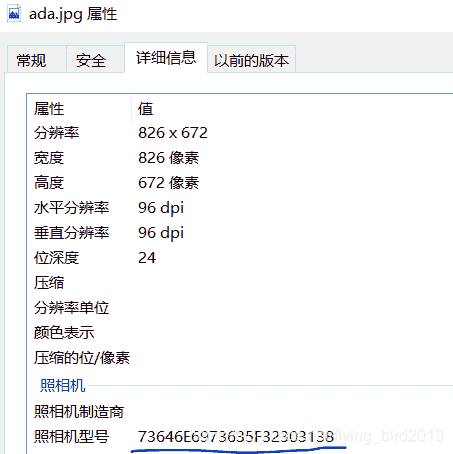 ada.jpg 属性
常规 安全 详细信息 以前的版本
属性 值
分辨率 826 x 672
宽度 826 像素
高度 672 像素
水平分辨率 96 dpi
垂直分辨率 96 dpi
位深度 24
压缩
分辨率单位
颜色表示
压缩的位/像素
照相机
照相机制造商
照相机型号 73646E6973635F32303138
flying_bird2019